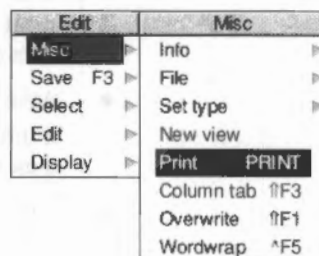 Edit
Misc
Save F3
Select
Edit
Display
Misc
Info
File
Set type
New view
Print PRINT
Column tab ⇧F3
Overwrite ⇧F1
Wordwrap ^F5